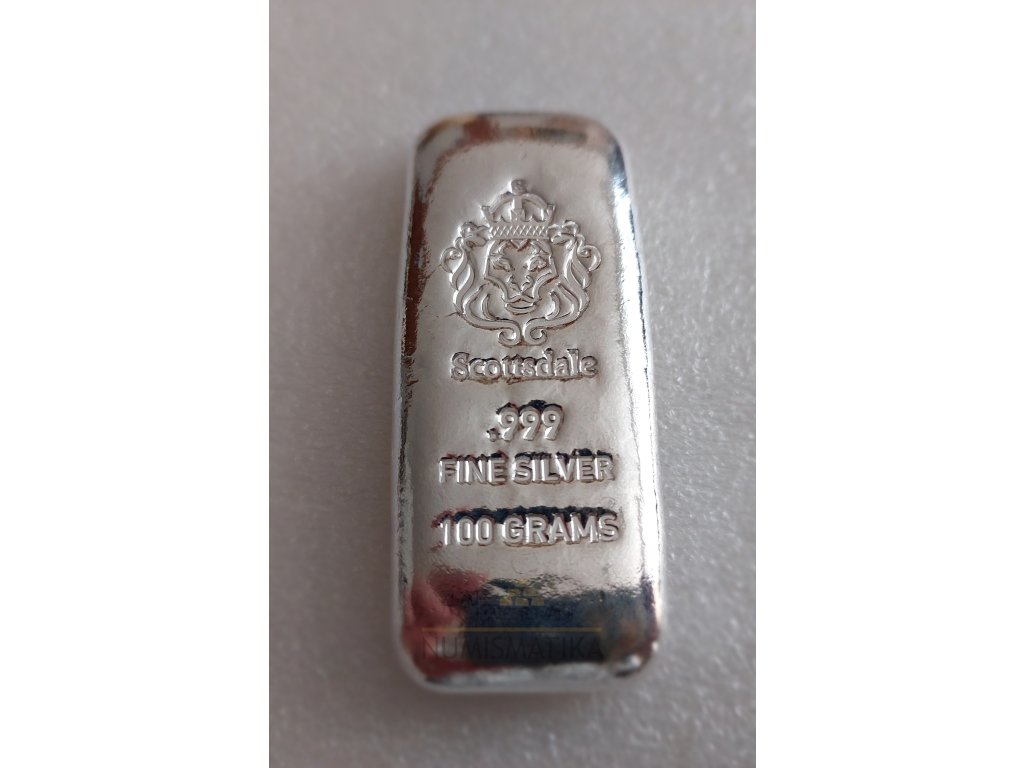 Scottsdale
.999
FINE SILVER
100 GRAMS
NUMISMATIKA